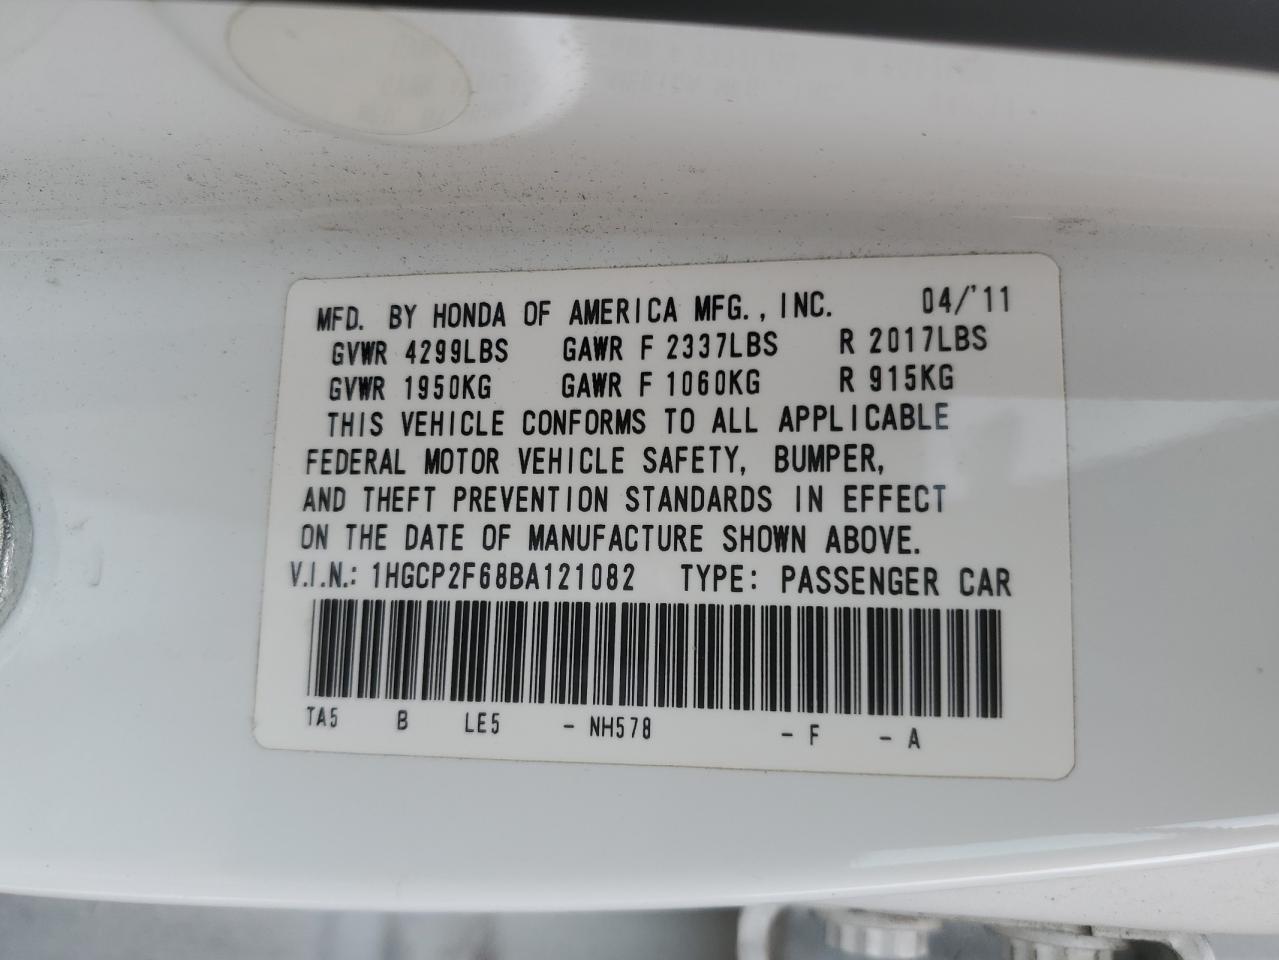 MFD. BY HONDA OF AMERICA MFG., INC. 04/'11
GVWR 4299LBS GAWR F 2337LBS R 2017LBS
GVWR 1950KG GAWR F 1060KG R 915KG
THIS VEHICLE CONFORMS TO ALL APPLICABLE
FEDERAL MOTOR VEHICLE SAFETY, BUMPER,
AND THEFT PREVENTION STANDARDS IN EFFECT
ON THE DATE OF MANUFACTURE SHOWN ABOVE.
V.I.N.: 1HGCP2F68BA121082 TYPE: PASSENGER CAR
TA5 B LE5 - NH578 - F - A